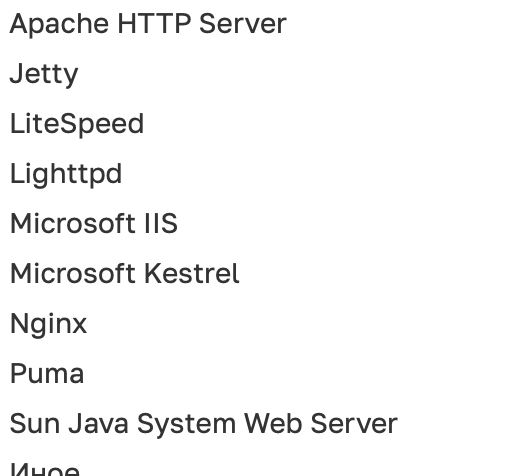 Apache HTTP Server
Jetty
LiteSpeed
Lighttpd
Microsoft IIS
Microsoft Kestrel
Nginx
Puma
Sun Java System Web Server
Иное